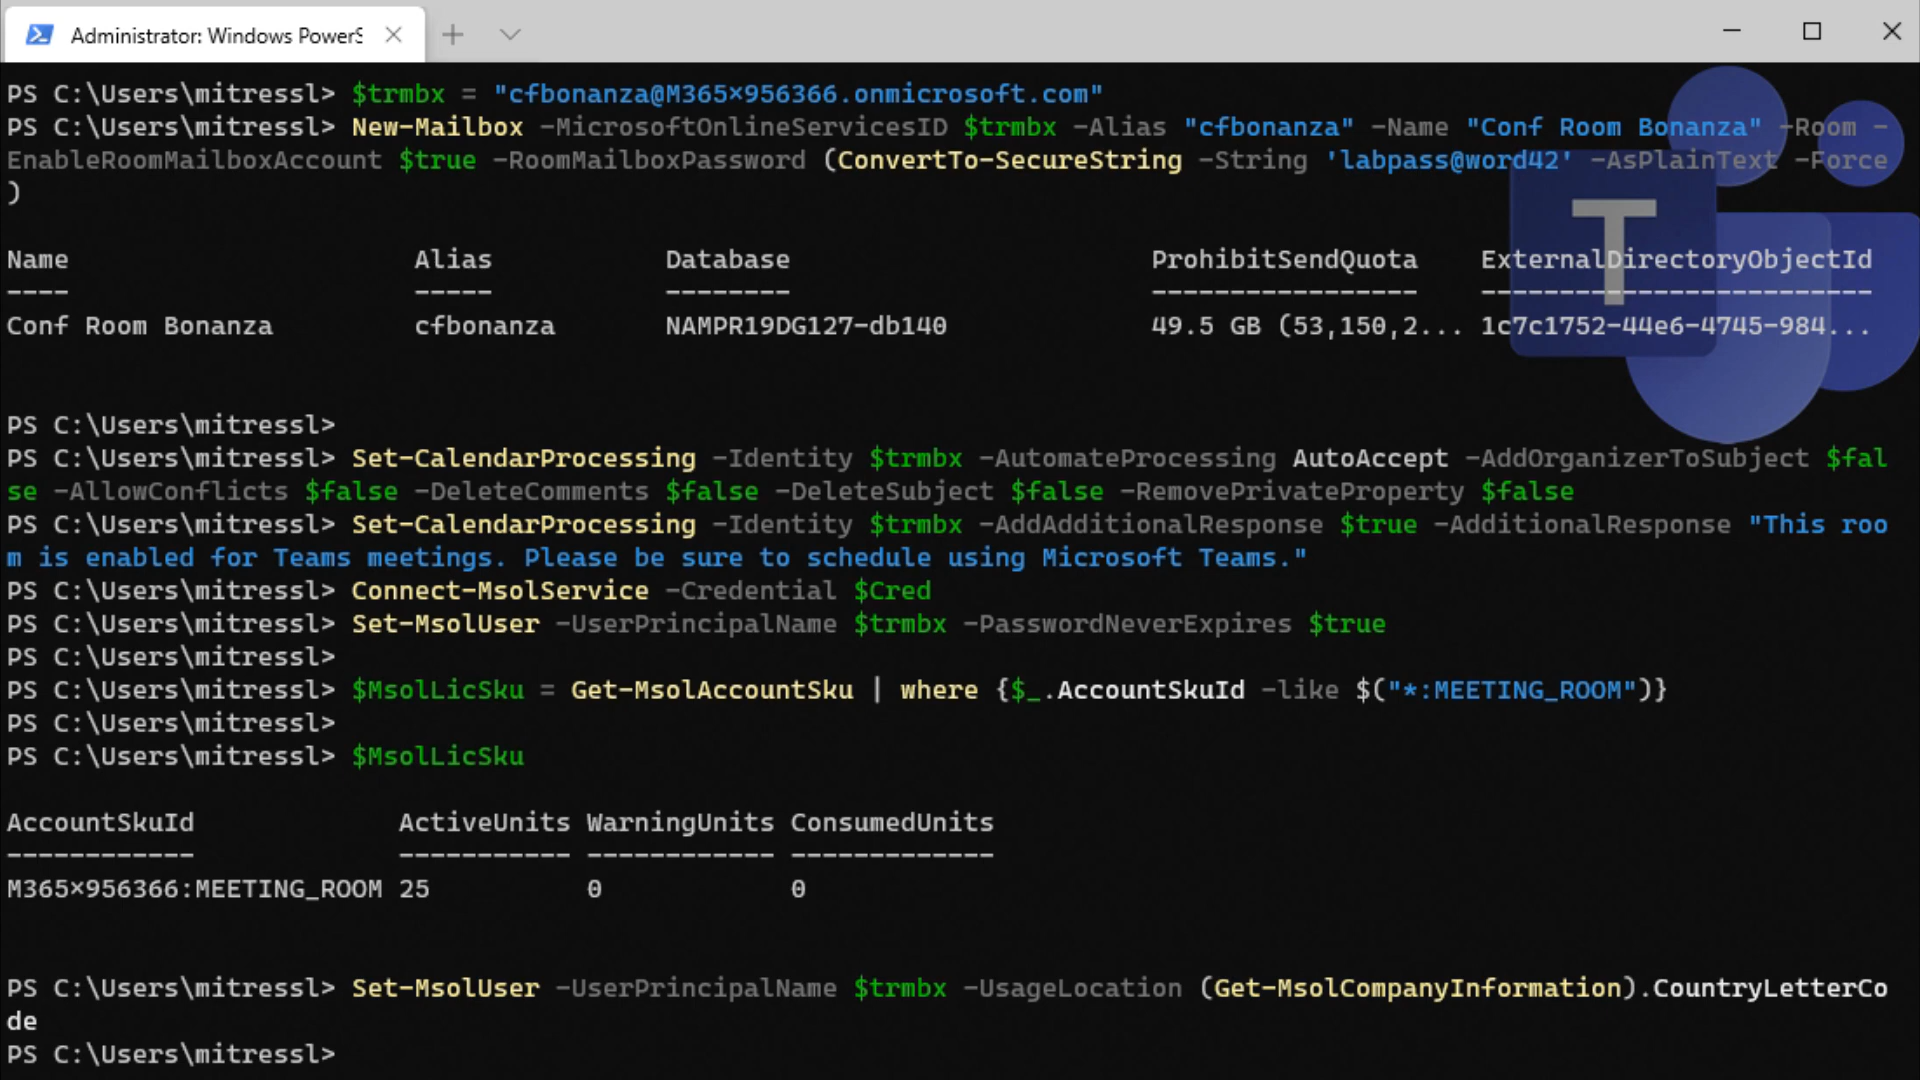 Administrator: Windows PowerS
PS C:\Users\mitressl> $trmbx = "cfbonanza@M365×956366.onmicrosoft.com"
PS C:\Users\mitressl> New-Mailbox -MicrosoftOnlineServicesID $trmbx -Alias "cfbonanza" -Name "Conf Room Bonanza" -Room -
EnableRoomMailboxAccount $true -RoomMailboxPassword (ConvertTo-SecureString -String 'labpass@word42' -AsPlainText -Force
)
Name Alias Database ProhibitSendQuota ExternalDirectoryObjectId
---- ----- -------- ----------------- -------------------------
Conf Room Bonanza cfbonanza NAMPR19DG127-db140 49.5 GB (53,150,2... 1c7c1752-44e6-4745-984...
T
PS C:\Users\mitressl>
PS C:\Users\mitressl> Set-CalendarProcessing -Identity $trmbx -AutomateProcessing AutoAccept -AddOrganizerToSubject $fal
se -AllowConflicts $false -DeleteComments $false -DeleteSubject $false -RemovePrivateProperty $false
PS C:\Users\mitressl> Set-CalendarProcessing -Identity $trmbx -AddAdditionalResponse $true -AdditionalResponse "This roo
m is enabled for Teams meetings. Please be sure to schedule using Microsoft Teams."
PS C:\Users\mitressl> Connect-MsolService -Credential $Cred
PS C:\Users\mitressl> Set-MsolUser -UserPrincipalName $trmbx -PasswordNeverExpires $true
PS C:\Users\mitressl>
PS C:\Users\mitressl> $MsolLicSku = Get-MsolAccountSku | where {$_.AccountSkuId -like $("*:MEETING_ROOM")}
PS C:\Users\mitressl>
PS C:\Users\mitressl> $MsolLicSku
AccountSkuId ActiveUnits WarningUnits ConsumedUnits
------------ ----------- ------------ -------------
M365×956366:MEETING_ROOM 25 0 0
PS C:\Users\mitressl> Set-MsolUser -UserPrincipalName $trmbx -UsageLocation (Get-MsolCompanyInformation).CountryLetterCo
de
PS C:\Users\mitressl>